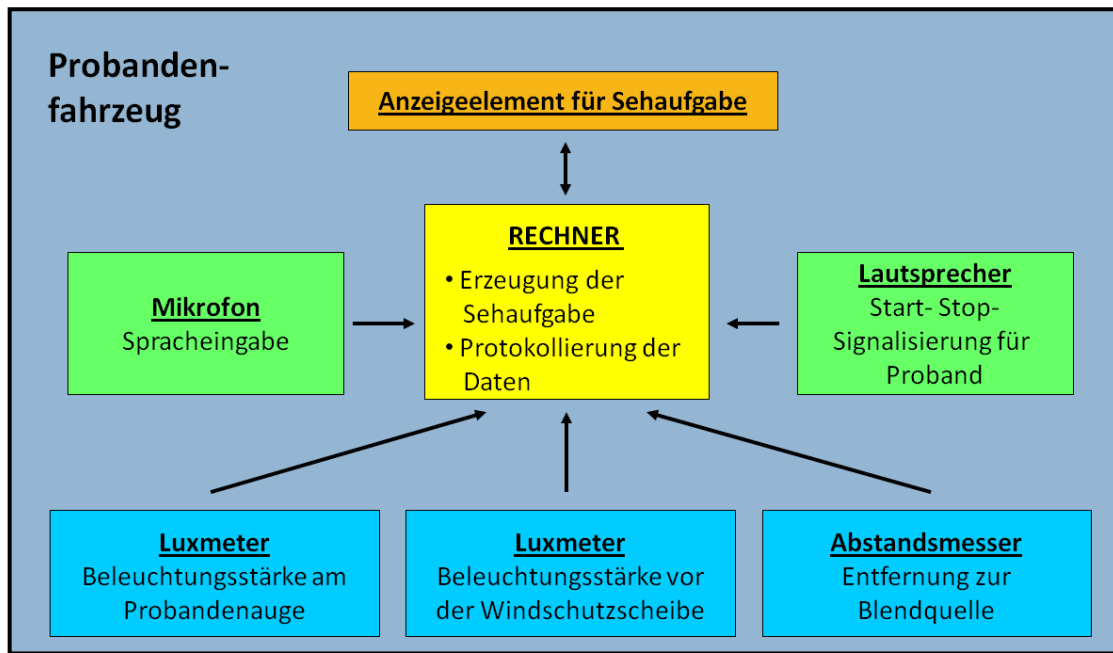 Probanden-
fahrzeug
Anzeigeelement für Sehaufgabe
RECHNER
• Erzeugung der
Sehaufgabe
• Protokollierung der
Daten
Mikrofon
Spracheingabe
Lautsprecher
Start- Stop-
Signalisierung für
Proband
Luxmeter
Beleuchtungsstärke am
Probandenauge
Luxmeter
Beleuchtungsstärke vor
der Windschutzscheibe
Abstandsmesser
Entfernung zur
Blendquelle